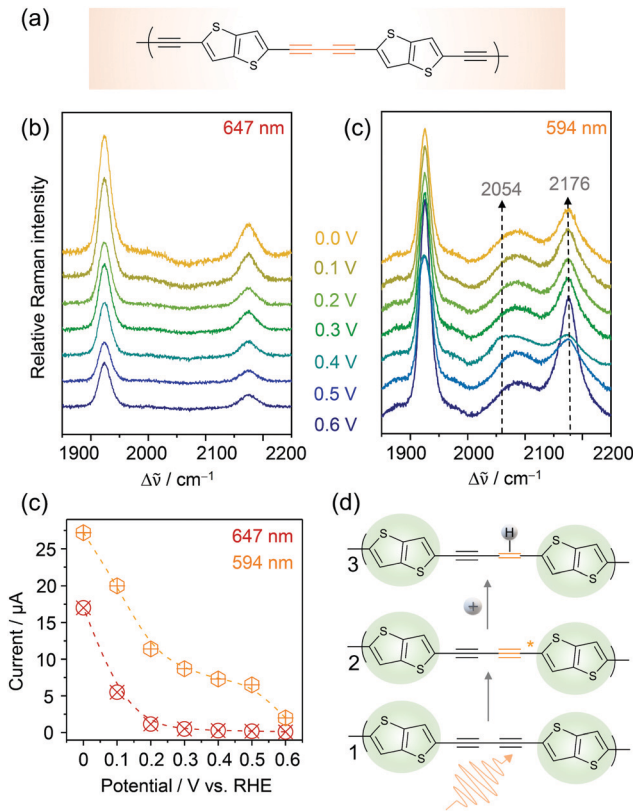 (a)
S
S
S
S
(b)
647 nm
Relative Raman intensity
1900 2000 2100 2200
Δν̃ / cm⁻¹
0.0 V
0.1 V
0.2 V
0.3 V
0.4 V
0.5 V
0.6 V
(c)
594 nm
2054
2176
1900 2000 2100 2200
Δν̃ / cm⁻¹
(c)
647 nm
594 nm
Current / µA
25
20
15
10
5
0
0 0.1 0.2 0.3 0.4 0.5 0.6
Potential / V vs. RHE
(d)
3
S
S
H
S
S
+
2
S
S
*
S
S
1
S
S
S
S